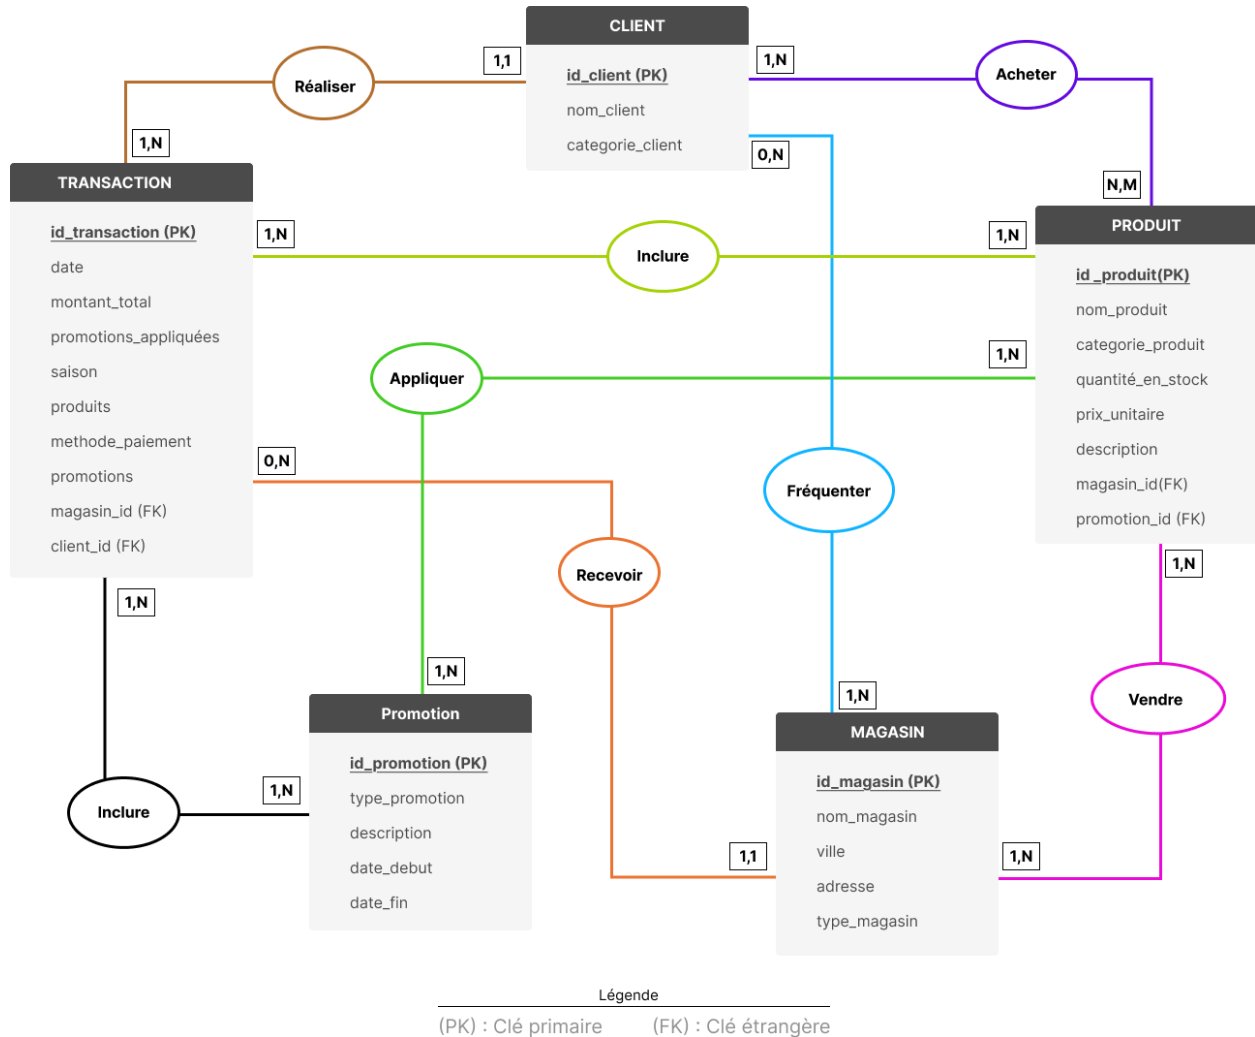 CLIENT
id_client (PK)
nom_client
categorie_client
Réaliser
1,1
1,N
Acheter
1,N
0,N
N,M
TRANSACTION
id_transaction (PK)
date
montant_total
promotions_appliquées
saison
produits
methode_paiement
promotions
magasin_id (FK)
client_id (FK)
1,N
Inclure
1,N
PRODUIT
id _produit(PK)
nom_produit
categorie_produit
quantité_en_stock
prix_unitaire
description
magasin_id(FK)
promotion_id (FK)
Appliquer
1,N
0,N
Fréquenter
Recevoir
1,N
1,N
1,N
1,N
Vendre
Promotion
id_promotion (PK)
type_promotion
description
date_debut
date_fin
MAGASIN
id_magasin (PK)
nom_magasin
ville
adresse
type_magasin
Inclure
1,N
1,1
1,N
Légende
(PK) : Clé primaire (FK) : Clé étrangère